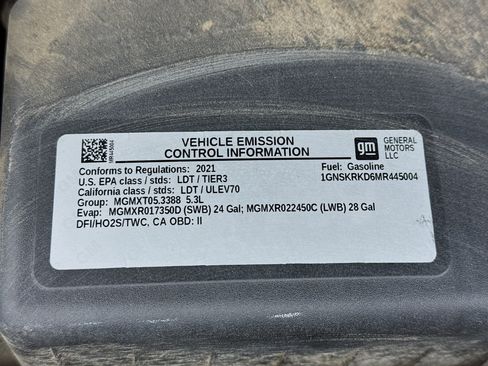 VEHICLE EMISSION
CONTROL INFORMATION
gm
GENERAL
MOTORS
LLC
Conforms to Regulations: 2021
Fuel: Gasoline
U.S. EPA class / stds: LDT / TIER3
1GNSKRKD6MR445004
California class / stds: LDT / ULEV70
Group: MGMXT05.3388 5.3L
Evap: MGMXR017350D (SWB) 24 Gal; MGMXR022450C (LWB) 28 Gal
DFI/HO2S/TWC, CA OBD: II